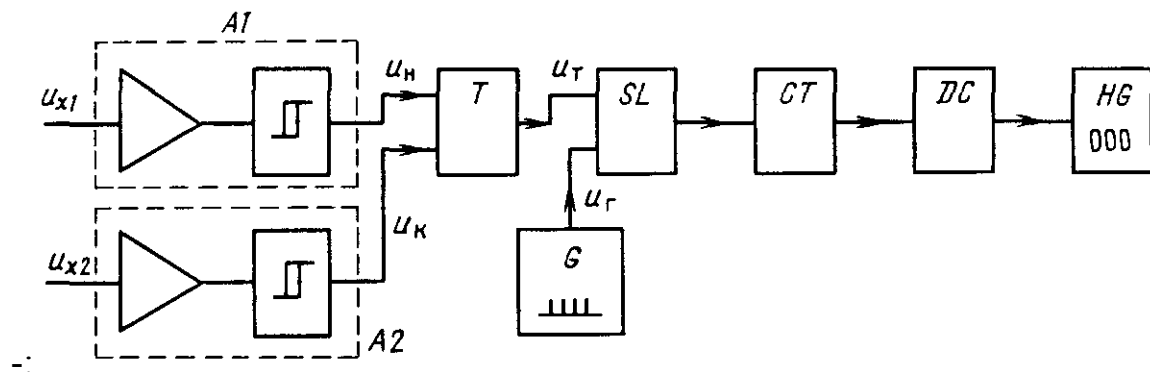 A1
u_x1
u_н
T
u_т
SL
CT
DC
HG
000
u_к
u_г
u_x2
G
A2